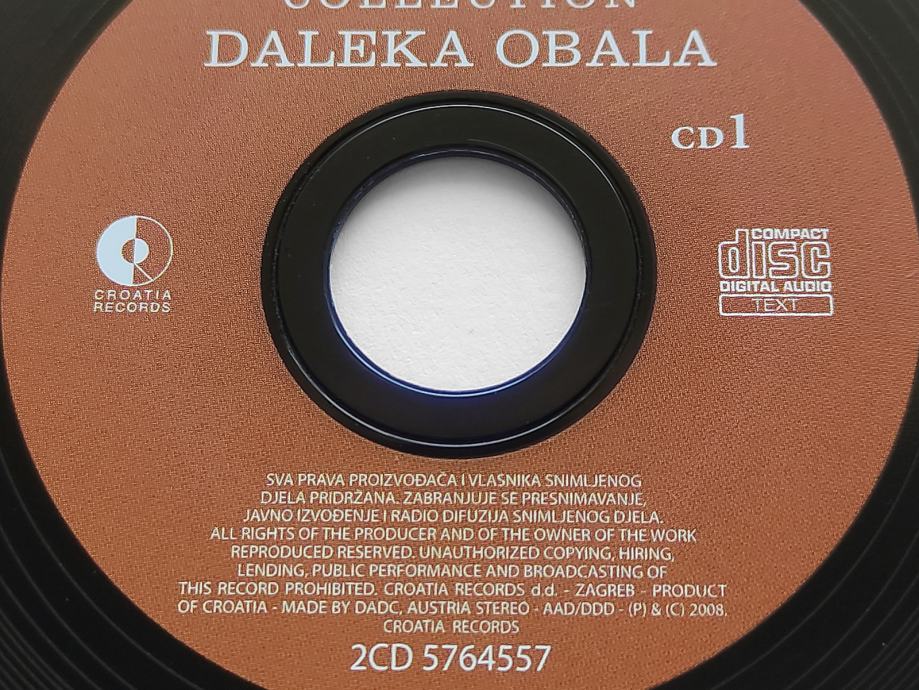 COLLECTION
DALEKA OBALA
CD 1
CROATIA
RECORDS
COMPACT
disc
DIGITAL AUDIO
TEXT
SVA PRAVA PROIZVOĐAČA I VLASNIKA SNIMLJENOG
DJELA PRIDRŽANA. ZABRANJUJE SE PRESNIMAVANJE,
JAVNO IZVOĐENJE I RADIO DIFUZIJA SNIMLJENOG DJELA.
ALL RIGHTS OF THE PRODUCER AND OF THE OWNER OF THE WORK
REPRODUCED RESERVED. UNAUTHORIZED COPYING, HIRING,
LENDING, PUBLIC PERFORMANCE AND BROADCASTING OF
THIS RECORD PROHIBITED. CROATIA RECORDS d.d. - ZAGREB - PRODUCT
OF CROATIA - MADE BY DADC, AUSTRIA STEREO - AAD/DDD - (P) & (C) 2008.
CROATIA RECORDS
2CD 5764557